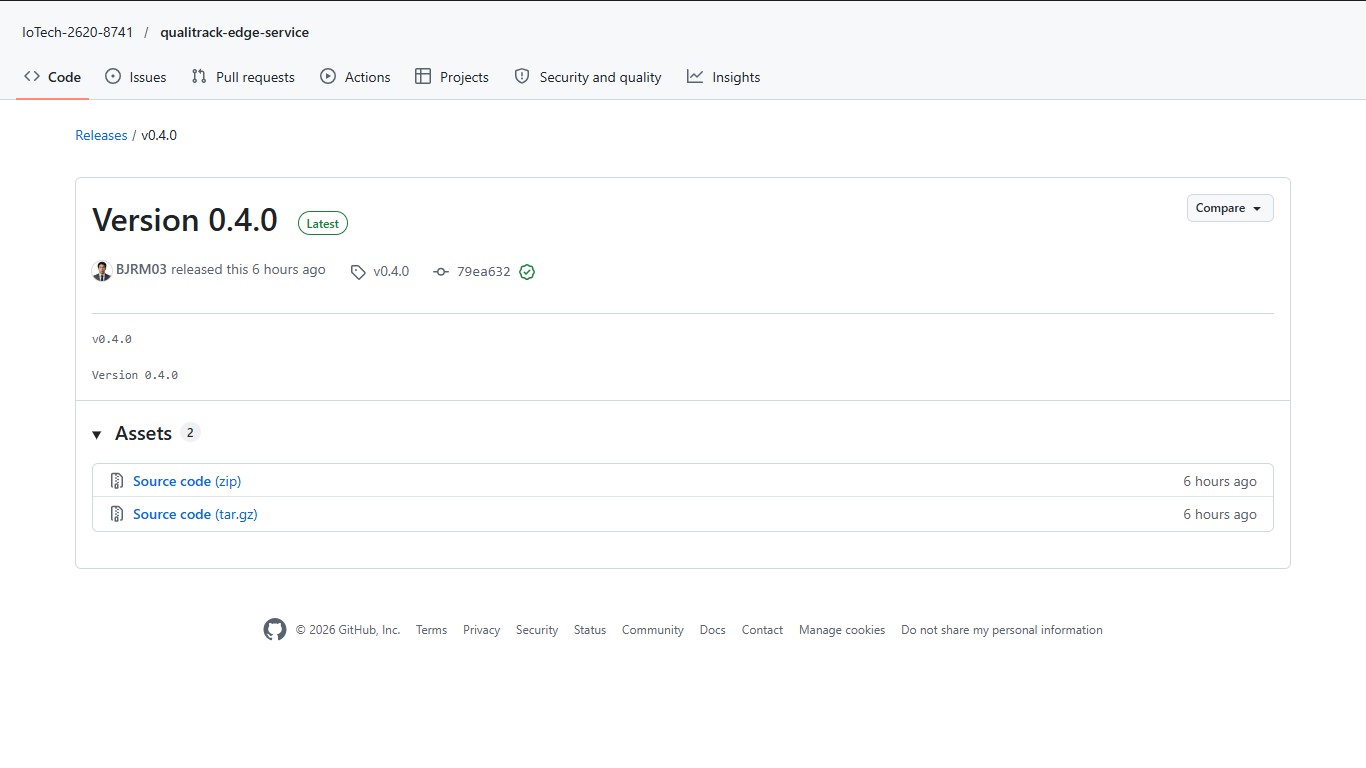 IoTech-2620-8741 / qualitrack-edge-service
Code Issues Pull requests Actions Projects Security and quality Insights
Releases / v0.4.0
Version 0.4.0 Latest
Compare
BJRM03 released this 6 hours ago v0.4.0 79ea632
v0.4.0
Version 0.4.0
Assets 2
Source code (zip) 6 hours ago
Source code (tar.gz) 6 hours ago
© 2026 GitHub, Inc. Terms Privacy Security Status Community Docs Contact Manage cookies Do not share my personal information